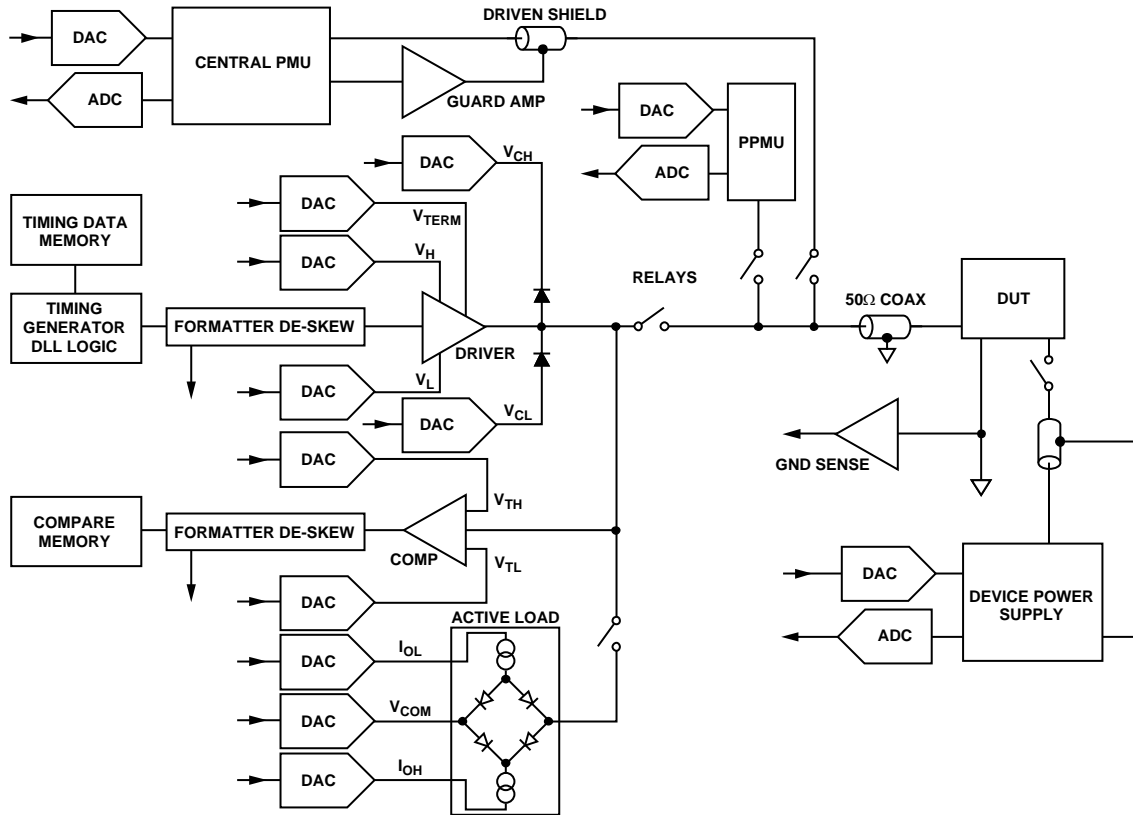 DRIVEN SHIELD
DAC
CENTRAL PMU
ADC
GUARD AMP
DAC
PPMU
ADC
DAC
V_CH
DAC
V_TERM
TIMING DATA
MEMORY
DAC
V_H
RELAYS
50Ω COAX
DUT
TIMING
GENERATOR
DLL LOGIC
FORMATTER DE-SKEW
DRIVER
DAC
V_L
DAC
V_CL
GND SENSE
DAC
V_TH
COMPARE
MEMORY
FORMATTER DE-SKEW
COMP
V_TL
DAC
DAC
DEVICE POWER
SUPPLY
ADC
ACTIVE LOAD
DAC
I_OL
DAC
V_COM
DAC
I_OH